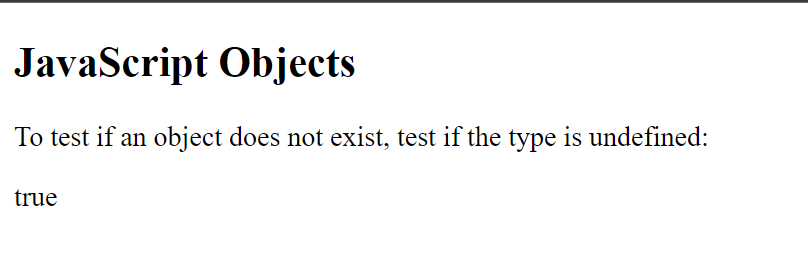 JavaScript Objects
To test if an object does not exist, test if the type is undefined:
true